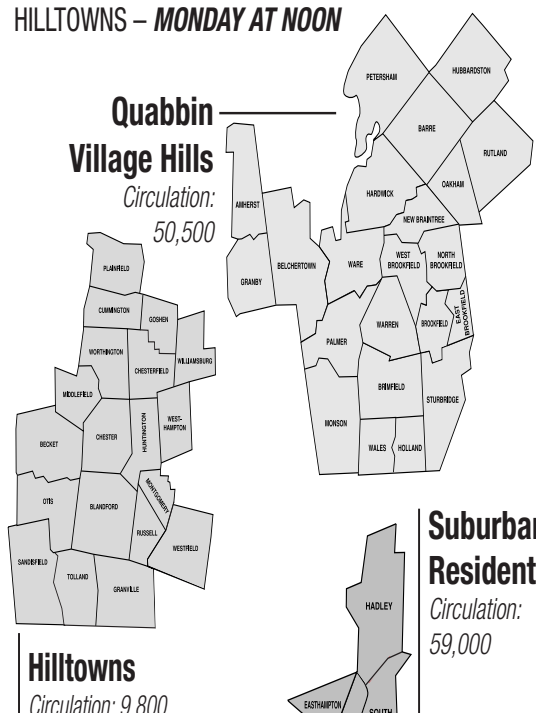 HILLTOWNS – MONDAY AT NOON
Quabbin
Village Hills
Circulation:
50,500
PETERSHAM
HUBBARDSTON
BARRE
RUTLAND
HARDWICK
OAKHAM
NEW BRAINTREE
AMHERST
BELCHERTOWN
GRANBY
WARE
WEST
BROOKFIELD
NORTH
BROOKFIELD
PALMER
WARREN
BROOKFIELD
EAST
BROOKFIELD
MONSON
BRIMFIELD
STURBRIDGE
WALES
HOLLAND
PLAINFIELD
CUMMINGTON
GOSHEN
WORTHINGTON
CHESTERFIELD
WILLIAMSBURG
MIDDLEFIELD
BECKET
CHESTER
HUNTINGTON
WEST-
HAMPTON
OTIS
BLANDFORD
MONTGOMERY
RUSSELL
WESTFIELD
SANDISFIELD
TOLLAND
GRANVILLE
Hilltowns
Circulation: 9,800
Suburban
Resident
Circulation:
59,000
HADLEY
EASTHAMPTON
SOUTH